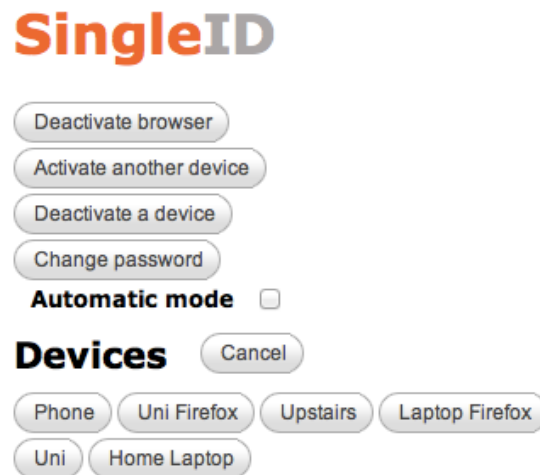 SingleID
Deactivate browser
Activate another device
Deactivate a device
Change password
Automatic mode
Devices Cancel
Phone Uni Firefox Upstairs Laptop Firefox
Uni Home Laptop